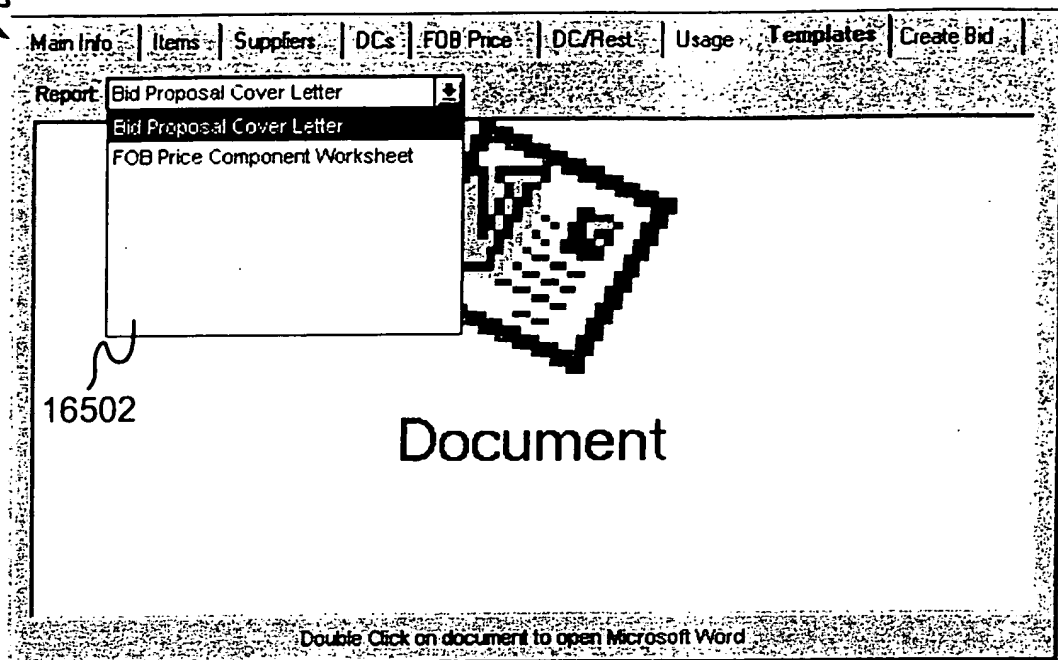 Main Info Items Suppliers DCs FOB Price DC/Rest Usage Templates Create Bid
Report: Bid Proposal Cover Letter
Bid Proposal Cover Letter
FOB Price Component Worksheet
16502
Document
Double Click on document to open Microsoft Word